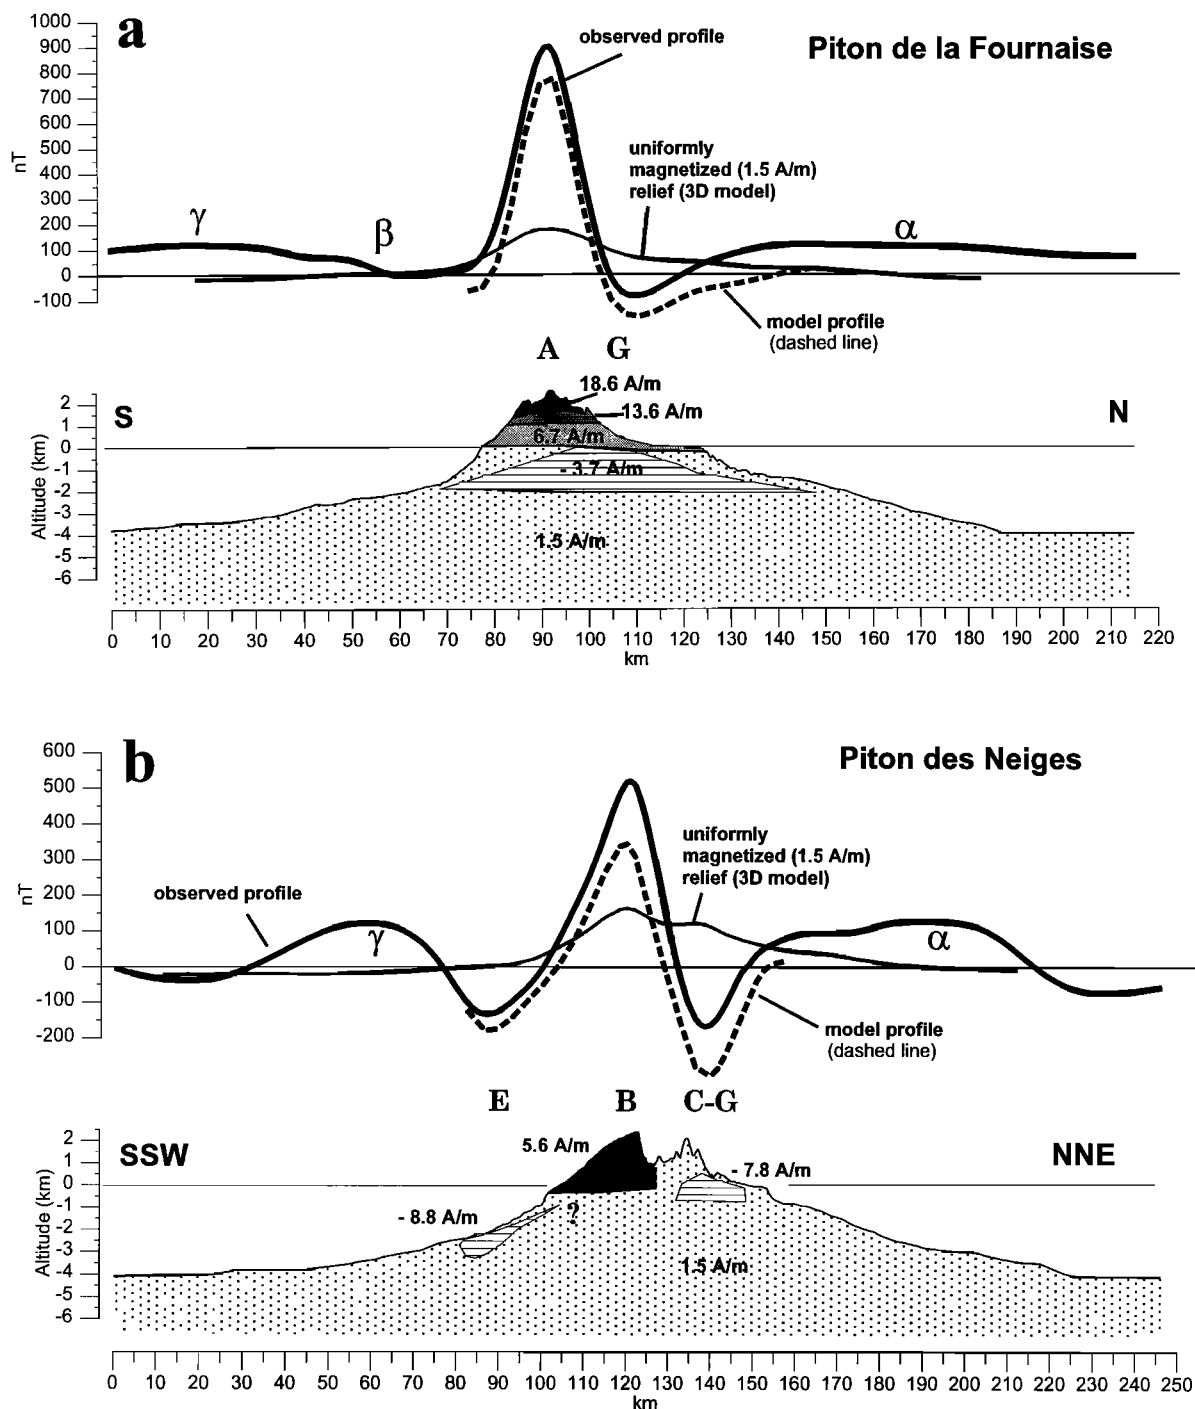 a
Piton de la Fournaise
observed profile
1000
900
800
700
600
500
400
300
200
100
0
-100
nT
uniformly
magnetized (1.5 A/m)
relief (3D model)
γ
β
α
model profile
(dashed line)
A
G
S
N
18.6 A/m
13.6 A/m
6.7 A/m
- 3.7 A/m
1.5 A/m
2
1
0
-1
-2
-3
-4
-5
-6
Altitude (km)
0 10 20 30 40 50 60 70 80 90 100 110 120 130 140 150 160 170 180 190 200 210 220
km
b
Piton des Neiges
600
500
400
300
200
100
0
-100
-200
nT
observed profile
uniformly
magnetized (1.5 A/m)
relief (3D model)
γ
α
model profile
(dashed line)
E
B
C-G
SSW
NNE
5.6 A/m
- 7.8 A/m
- 8.8 A/m
?
1.5 A/m
2
1
0
-1
-2
-3
-4
-5
-6
Altitude (km)
0 10 20 30 40 50 60 70 80 90 100 110 120 130 140 150 160 170 180 190 200 210 220 230 240 250
km